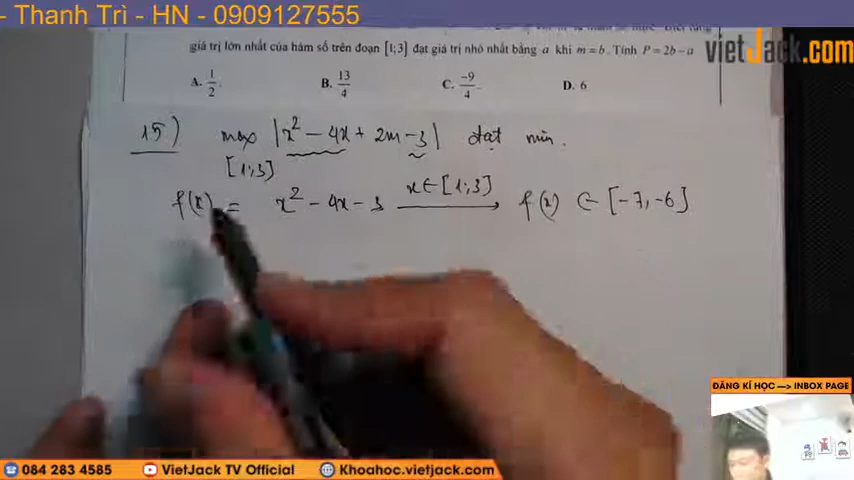 - Thanh Trì - HN - 0909127555
giá trị lớn nhất của hàm số trên đoạn [1;3] đạt giá trị nhỏ nhất bằng a khi m = b. Tính P = 2b - a
vietJack.com
A. 1/2. B. 13/4 C. -9/4. D. 6
15) max |x² - 4x + 2m - 3| đạt min.
[1;3]
f(x) = x² - 4x - 3 x ∈ [1;3] → f(x) ∈ [-7,-6]
ĐĂNG KÍ HỌC —> INBOX PAGE
084 283 4585 VietJack TV Official Khoahoc.vietjack.com